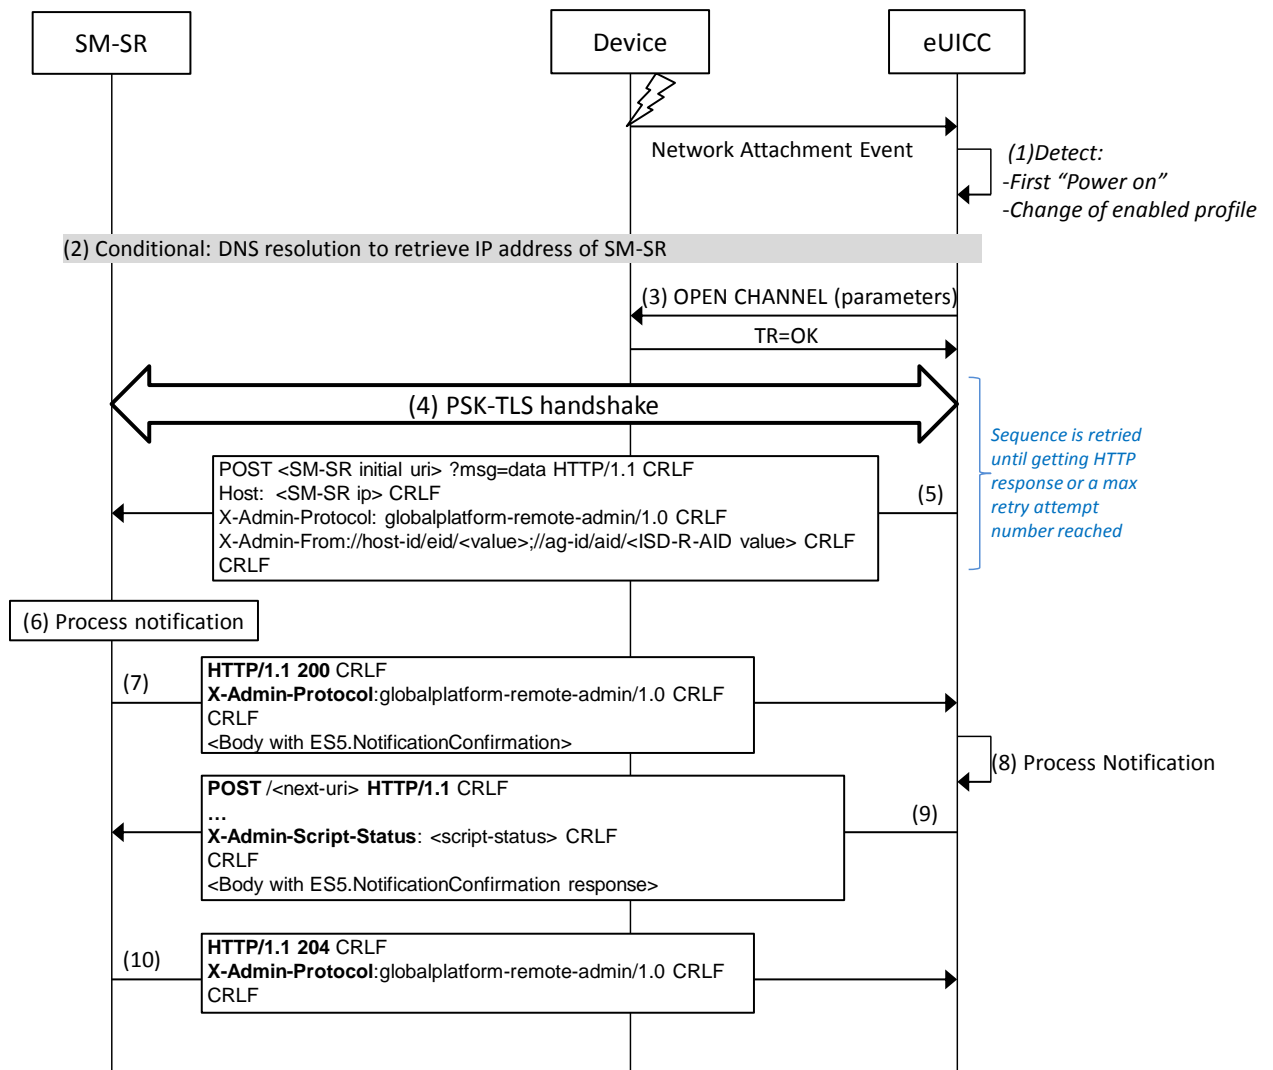 SM-SR
Device
eUICC
Network Attachment Event
(1)Detect:
-First “Power on”
-Change of enabled profile
(2) Conditional: DNS resolution to retrieve IP address of SM-SR
(3) OPEN CHANNEL (parameters)
TR=OK
(4) PSK-TLS handshake
Sequence is retried
until getting HTTP
response or a max
retry attempt
number reached
POST <SM-SR initial uri> ?msg=data HTTP/1.1 CRLF
Host:  <SM-SR ip> CRLF
X-Admin-Protocol: globalplatform-remote-admin/1.0 CRLF
X-Admin-From://host-id/eid/<value>;//ag-id/aid/<ISD-R-AID value> CRLF
CRLF
(5)
(6) Process notification
(7)
HTTP/1.1 200 CRLF
X-Admin-Protocol:globalplatform-remote-admin/1.0 CRLF
CRLF
<Body with ES5.NotificationConfirmation>
(8) Process Notification
POST /<next-uri> HTTP/1.1 CRLF
…
X-Admin-Script-Status: <script-status> CRLF
CRLF
<Body with ES5.NotificationConfirmation response>
(9)
(10)
HTTP/1.1 204 CRLF
X-Admin-Protocol:globalplatform-remote-admin/1.0 CRLF
CRLF